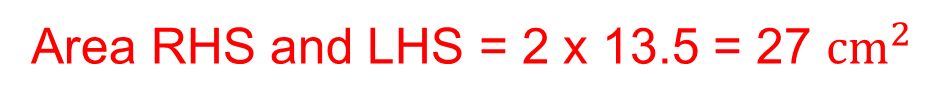 Area RHS and LHS = 2 x 13.5 = 27 cm²